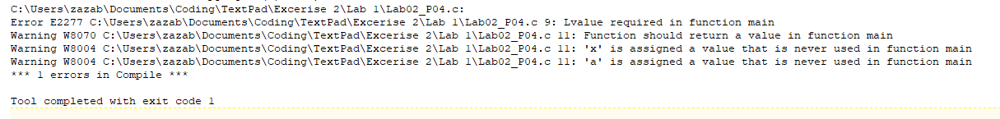 C:\Users\zazab\Documents\Coding\TextPad\Excerise 2\Lab 1\Lab02_P04.c:
Error E2277 C:\Users\zazab\Documents\Coding\TextPad\Excerise 2\Lab 1\Lab02_P04.c 9: Lvalue required in function main
Warning W8070 C:\Users\zazab\Documents\Coding\TextPad\Excerise 2\Lab 1\Lab02_P04.c 11: Function should return a value in function main
Warning W8004 C:\Users\zazab\Documents\Coding\TextPad\Excerise 2\Lab 1\Lab02_P04.c 11: 'x' is assigned a value that is never used in function main
Warning W8004 C:\Users\zazab\Documents\Coding\TextPad\Excerise 2\Lab 1\Lab02_P04.c 11: 'a' is assigned a value that is never used in function main
*** 1 errors in Compile ***
Tool completed with exit code 1